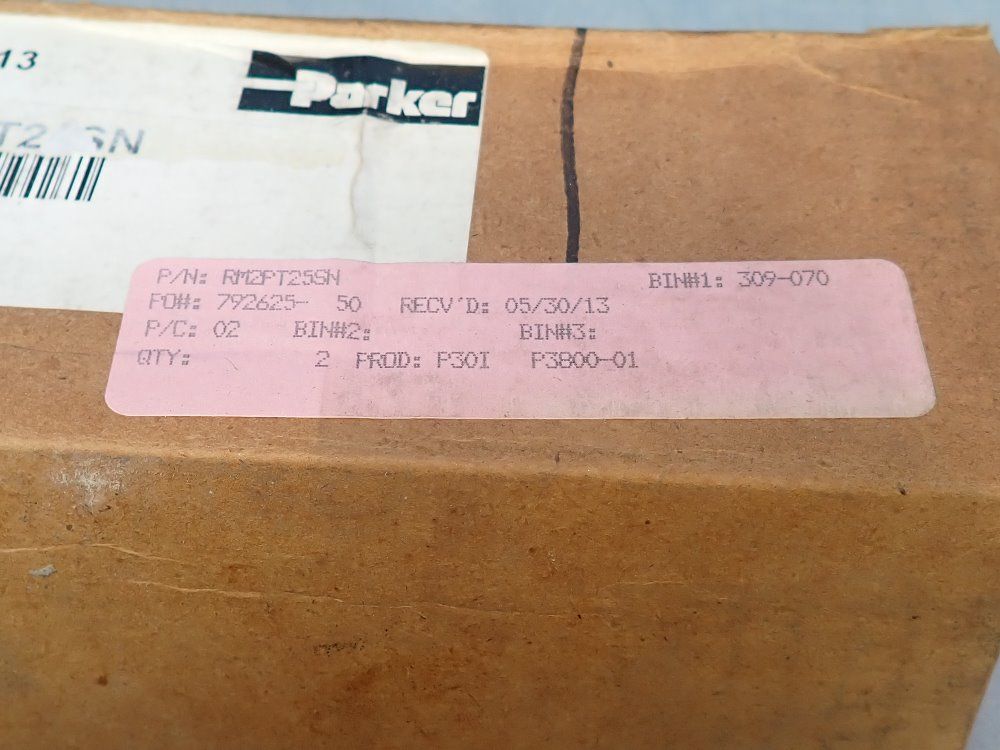 13
Parker
P/N: RM2PT25SN BIN#1: 309-070
PO#: 792625- 50 RECV'D: 05/30/13
P/C: 02 BIN#2: BIN#3:
QTY: 2 PROD: P30I P3800-01